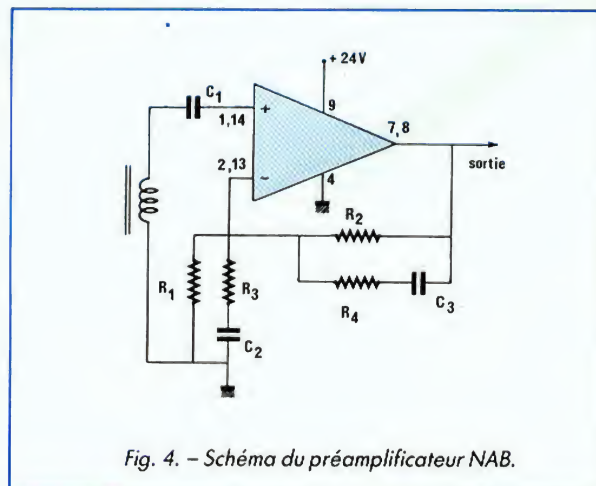 + 24V
C1
9
1,14
+
7,8
sortie
2,13
−
4
R2
R1
R3
R4
C3
C2
Fig. 4. – Schéma du préamplificateur NAB.